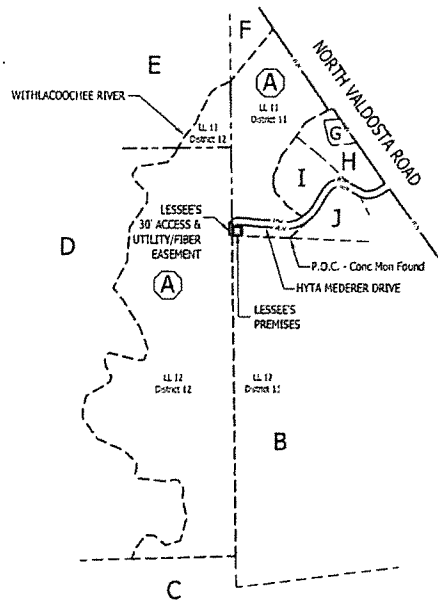 F
E
A
NORTH VALDOSTA ROAD
WITHLACOOCHEE RIVER
LL 11
District 11
LL 11
District 12
G
H
I
J
LESSEE'S
30' ACCESS &
UTILITY/FIBER
EASEMENT
D
P.O.C. - Conc Mon Found
HYTA MEDERER DRIVE
A
LESSEE'S
PREMISES
LL 12
District 12
LL 12
District 11
B
C